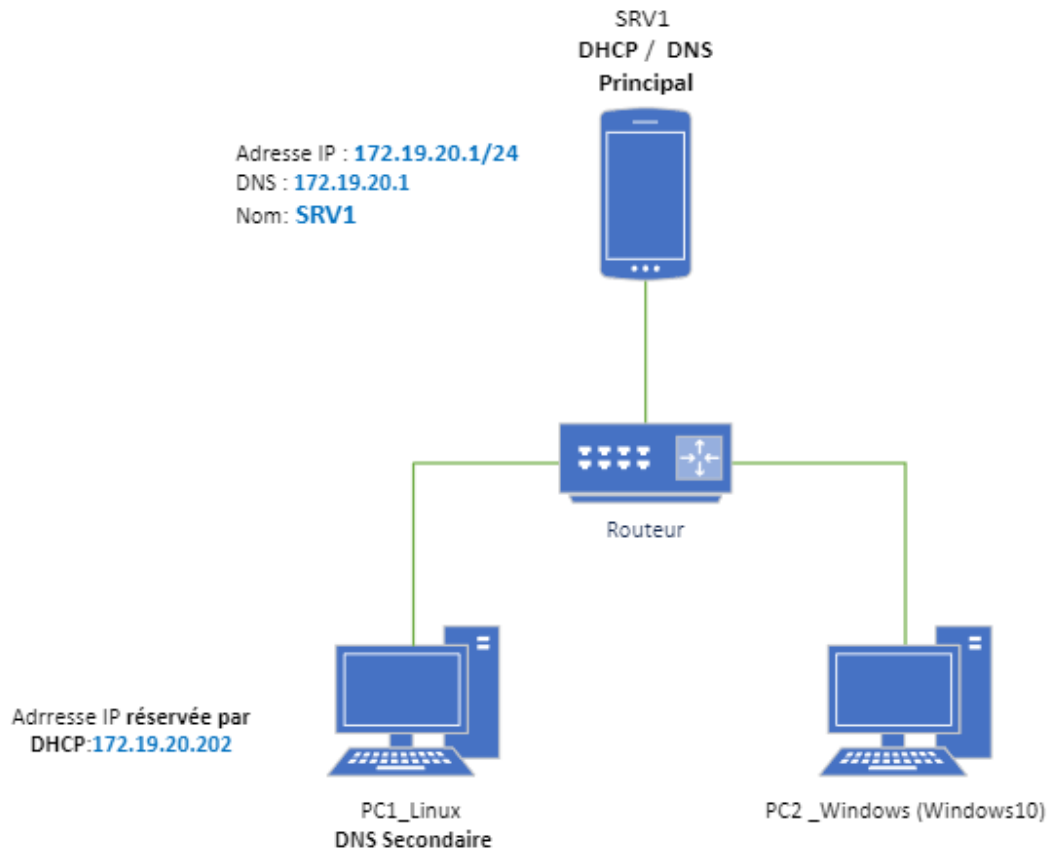 SRV1
DHCP / DNS
Principal
Adresse IP : 172.19.20.1/24
DNS : 172.19.20.1
Nom: SRV1
Routeur
Adrresse IP réservée par
DHCP:172.19.20.202
PC1_Linux
DNS Secondaire
PC2 _Windows (Windows10)